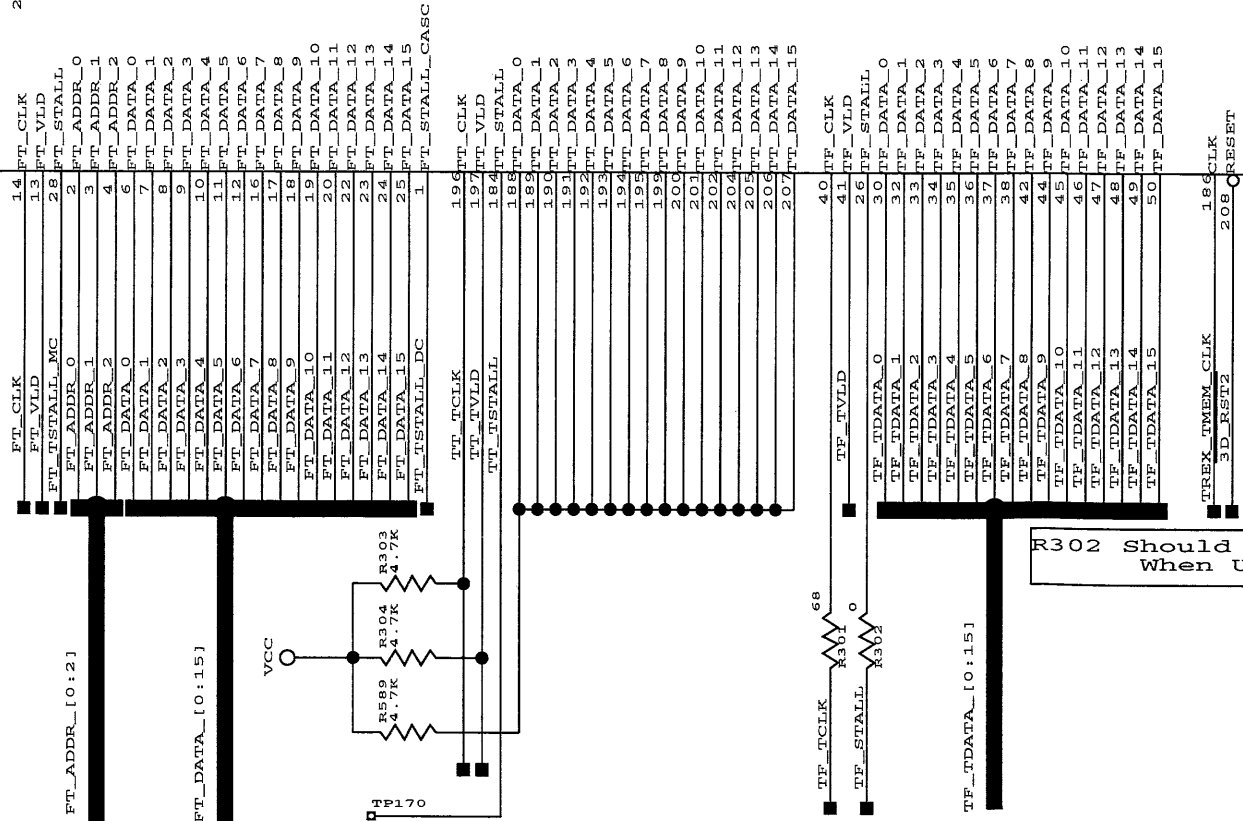 2
FT_CLK
FT_VLD
FT_STALL
FT_ADDR_0
FT_ADDR_1
FT_ADDR_2
FT_DATA_0
FT_DATA_1
FT_DATA_2
FT_DATA_3
FT_DATA_4
FT_DATA_5
FT_DATA_6
FT_DATA_7
FT_DATA_8
FT_DATA_9
FT_DATA_10
FT_DATA_11
FT_DATA_12
FT_DATA_13
FT_DATA_14
FT_DATA_15
FT_STALL_CASC
TT_CLK
TT_VLD
TT_STALL
TT_DATA_0
TT_DATA_1
TT_DATA_2
TT_DATA_3
TT_DATA_4
TT_DATA_5
TT_DATA_6
TT_DATA_7
TT_DATA_8
TT_DATA_9
TT_DATA_10
TT_DATA_11
TT_DATA_12
TT_DATA_13
TT_DATA_14
TT_DATA_15
TF_CLK
TF_VLD
TF_STALL
TF_DATA_0
TF_DATA_1
TF_DATA_2
TF_DATA_3
TF_DATA_4
TF_DATA_5
TF_DATA_6
TF_DATA_7
TF_DATA_8
TF_DATA_9
TF_DATA_10
TF_DATA_11
TF_DATA_12
TF_DATA_13
TF_DATA_14
TF_DATA_15
CLK
RESET
14
13
28
2
3
4
6
7
8
9
10
11
12
16
17
18
19
20
22
23
24
25
1
196
197
184
188
189
190
191
192
193
194
195
199
200
201
202
204
205
206
207
40
41
26
30
32
33
34
35
36
37
38
42
44
45
46
47
48
49
50
186
208
FT_CLK
FT_VLD
FT_TSTALL_MC
FT_ADDR_0
FT_ADDR_1
FT_ADDR_2
FT_DATA_0
FT_DATA_1
FT_DATA_2
FT_DATA_3
FT_DATA_4
FT_DATA_5
FT_DATA_6
FT_DATA_7
FT_DATA_8
FT_DATA_9
FT_DATA_10
FT_DATA_11
FT_DATA_12
FT_DATA_13
FT_DATA_14
FT_DATA_15
FT_TSTALL_DC
TT_TCLK
TT_TVLD
TT_TSTALL
TF_TVLD
TF_TDATA_0
TF_TDATA_1
TF_TDATA_2
TF_TDATA_3
TF_TDATA_4
TF_TDATA_5
TF_TDATA_6
TF_TDATA_7
TF_TDATA_8
TF_TDATA_9
TF_TDATA_10
TF_TDATA_11
TF_TDATA_12
TF_TDATA_13
TF_TDATA_14
TF_TDATA_15
TREX_TMEM_CLK
3D_RST2
R302 Should
When U
R303
4.7K
R304
4.7K
R589
4.7K
VCC
68
R301
0
R302
FT_ADDR_[0:2]
FT_DATA_[0:15]
TF_TCLK
TF_STALL
TF_TDATA_[0:15]
TP170